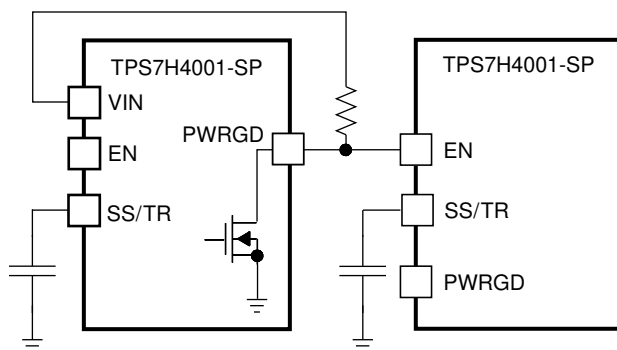 TPS7H4001-SP
VIN
EN
SS/TR
PWRGD
TPS7H4001-SP
EN
SS/TR
PWRGD